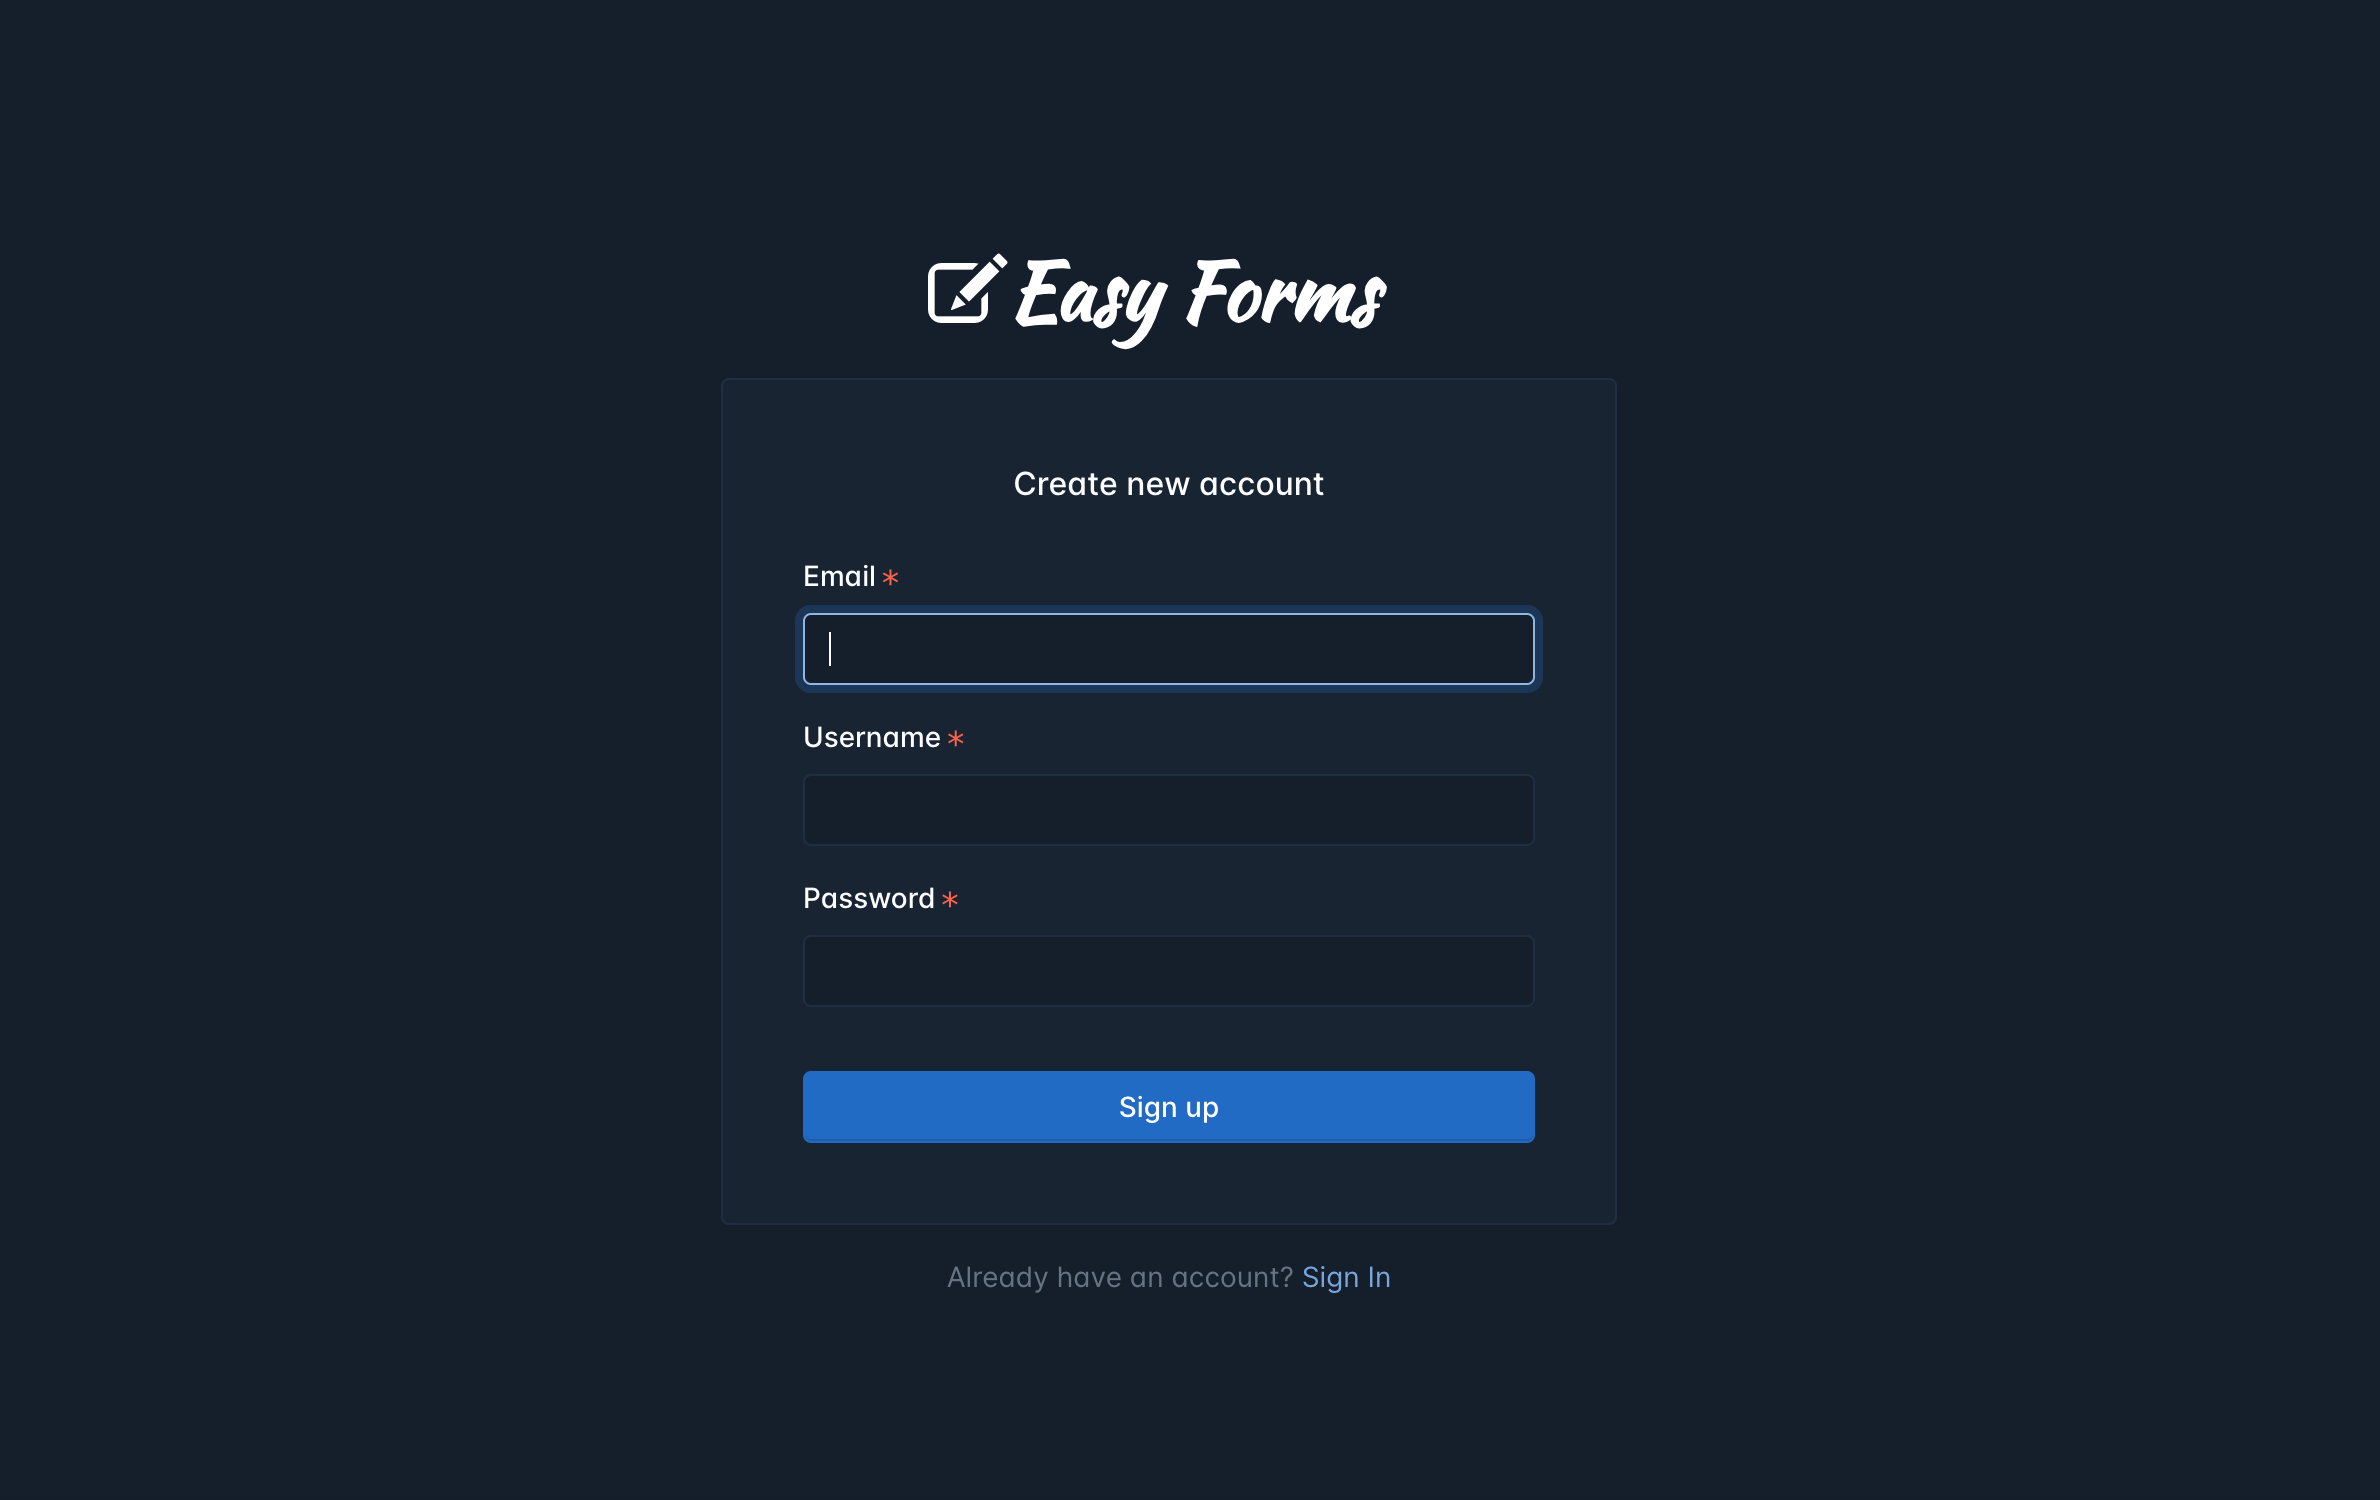 Easy Forms
Create new account
Email *
Username *
Password *
Sign up
Already have an account? Sign In